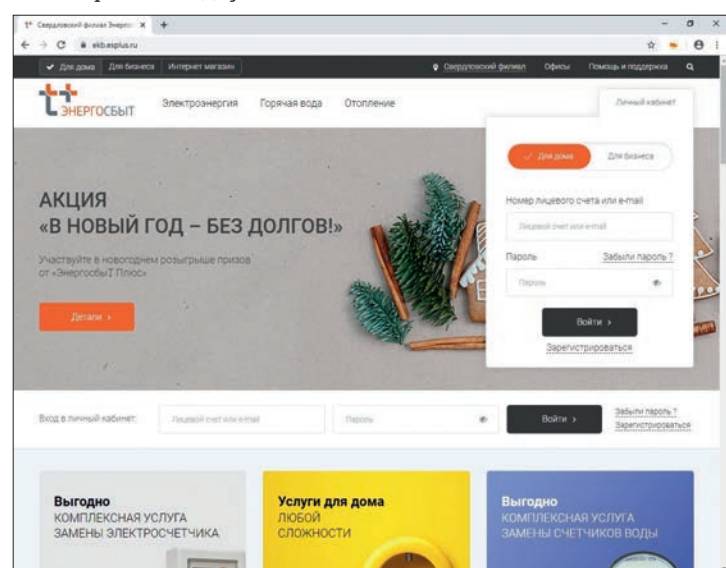 Свердловский филиал Энергос
ekb.esplus.ru
Для дома
Для бизнеса
Интернет магазин
Свердловский филиал
Офисы
Помощь и поддержка
ЭНЕРГОСБЫТ
Электроэнергия
Горячая вода
Отопление
Личный кабинет
Для дома
Для бизнеса
АКЦИЯ
«В НОВЫЙ ГОД – БЕЗ ДОЛГОВ!»
Участвуйте в новогоднем розыгрыше призов
от «ЭнергосбыТ Плюс»
Детали
Номер лицевого счета или e-mail
Лицевой счет или e-mail
Пароль
Забыли пароль ?
Пароль
Войти
Зарегистрироваться
Вход в личный кабинет:
Лицевой счет или e-mail
Пароль
Войти
Забыли пароль ?
Зарегистрироваться
Выгодно
КОМПЛЕКСНАЯ УСЛУГА
ЗАМЕНЫ ЭЛЕКТРОСЧЕТЧИКА
Услуги для дома
ЛЮБОЙ
СЛОЖНОСТИ
Выгодно
КОМПЛЕКСНАЯ УСЛУГА
ЗАМЕНЫ СЧЕТЧИКОВ ВОДЫ